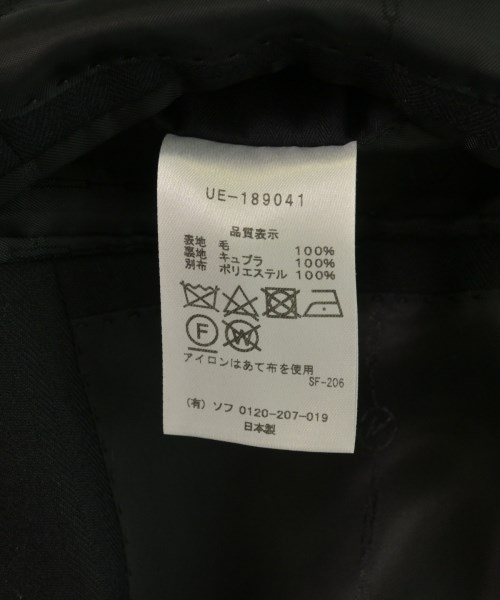 UE-189041
品質表示
表地 毛 100%
裏地 キュプラ 100%
別布 ポリエステル 100%
F W
アイロンはあて布を使用
SF-206
(有) ソフ 0120-207-019
日本製